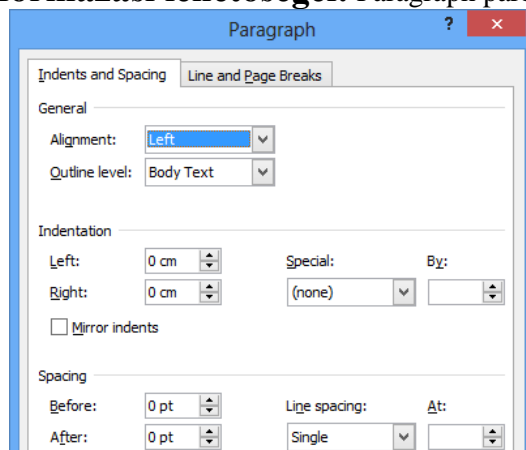 lehetőségei: Paragraph
Paragraph ? ×
Indents and Spacing Line and Page Breaks
General
Alignment: Left
Outline level: Body Text
Indentation
Left: 0 cm Special: By:
Right: 0 cm (none)
Mirror indents
Spacing
Before: 0 pt Line spacing: At:
After: 0 pt Single